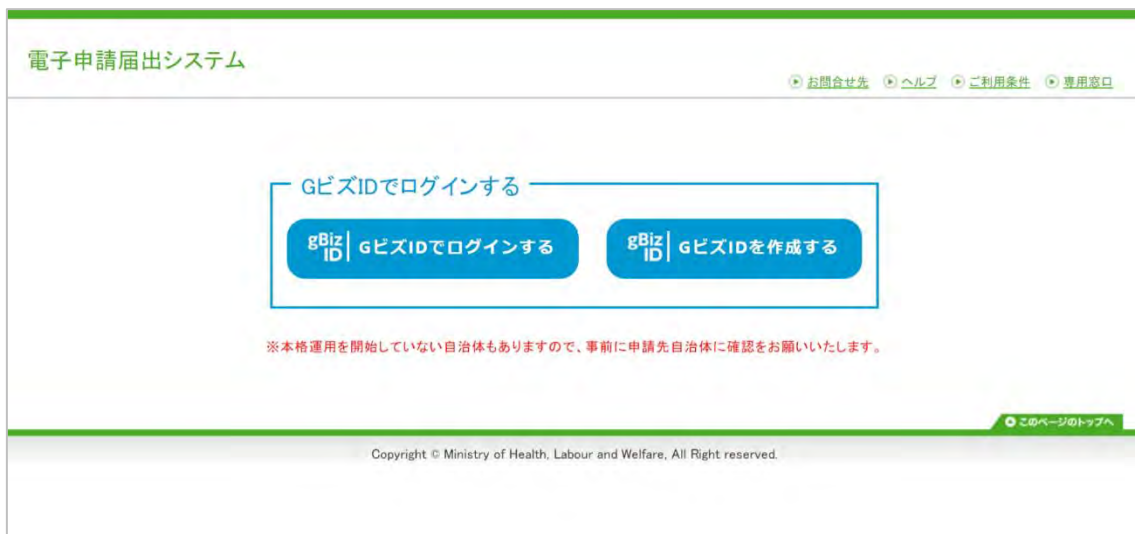 電子申請届出システム
お問合せ先 ヘルプ ご利用条件 専用窓口
GビズIDでログインする
gBiz ID GビズIDでログインする
gBiz ID GビズIDを作成する
※本格運用を開始していない自治体もありますので、事前に申請先自治体に確認をお願いいたします。
このページのトップへ
Copyright © Ministry of Health, Labour and Welfare, All Right reserved.